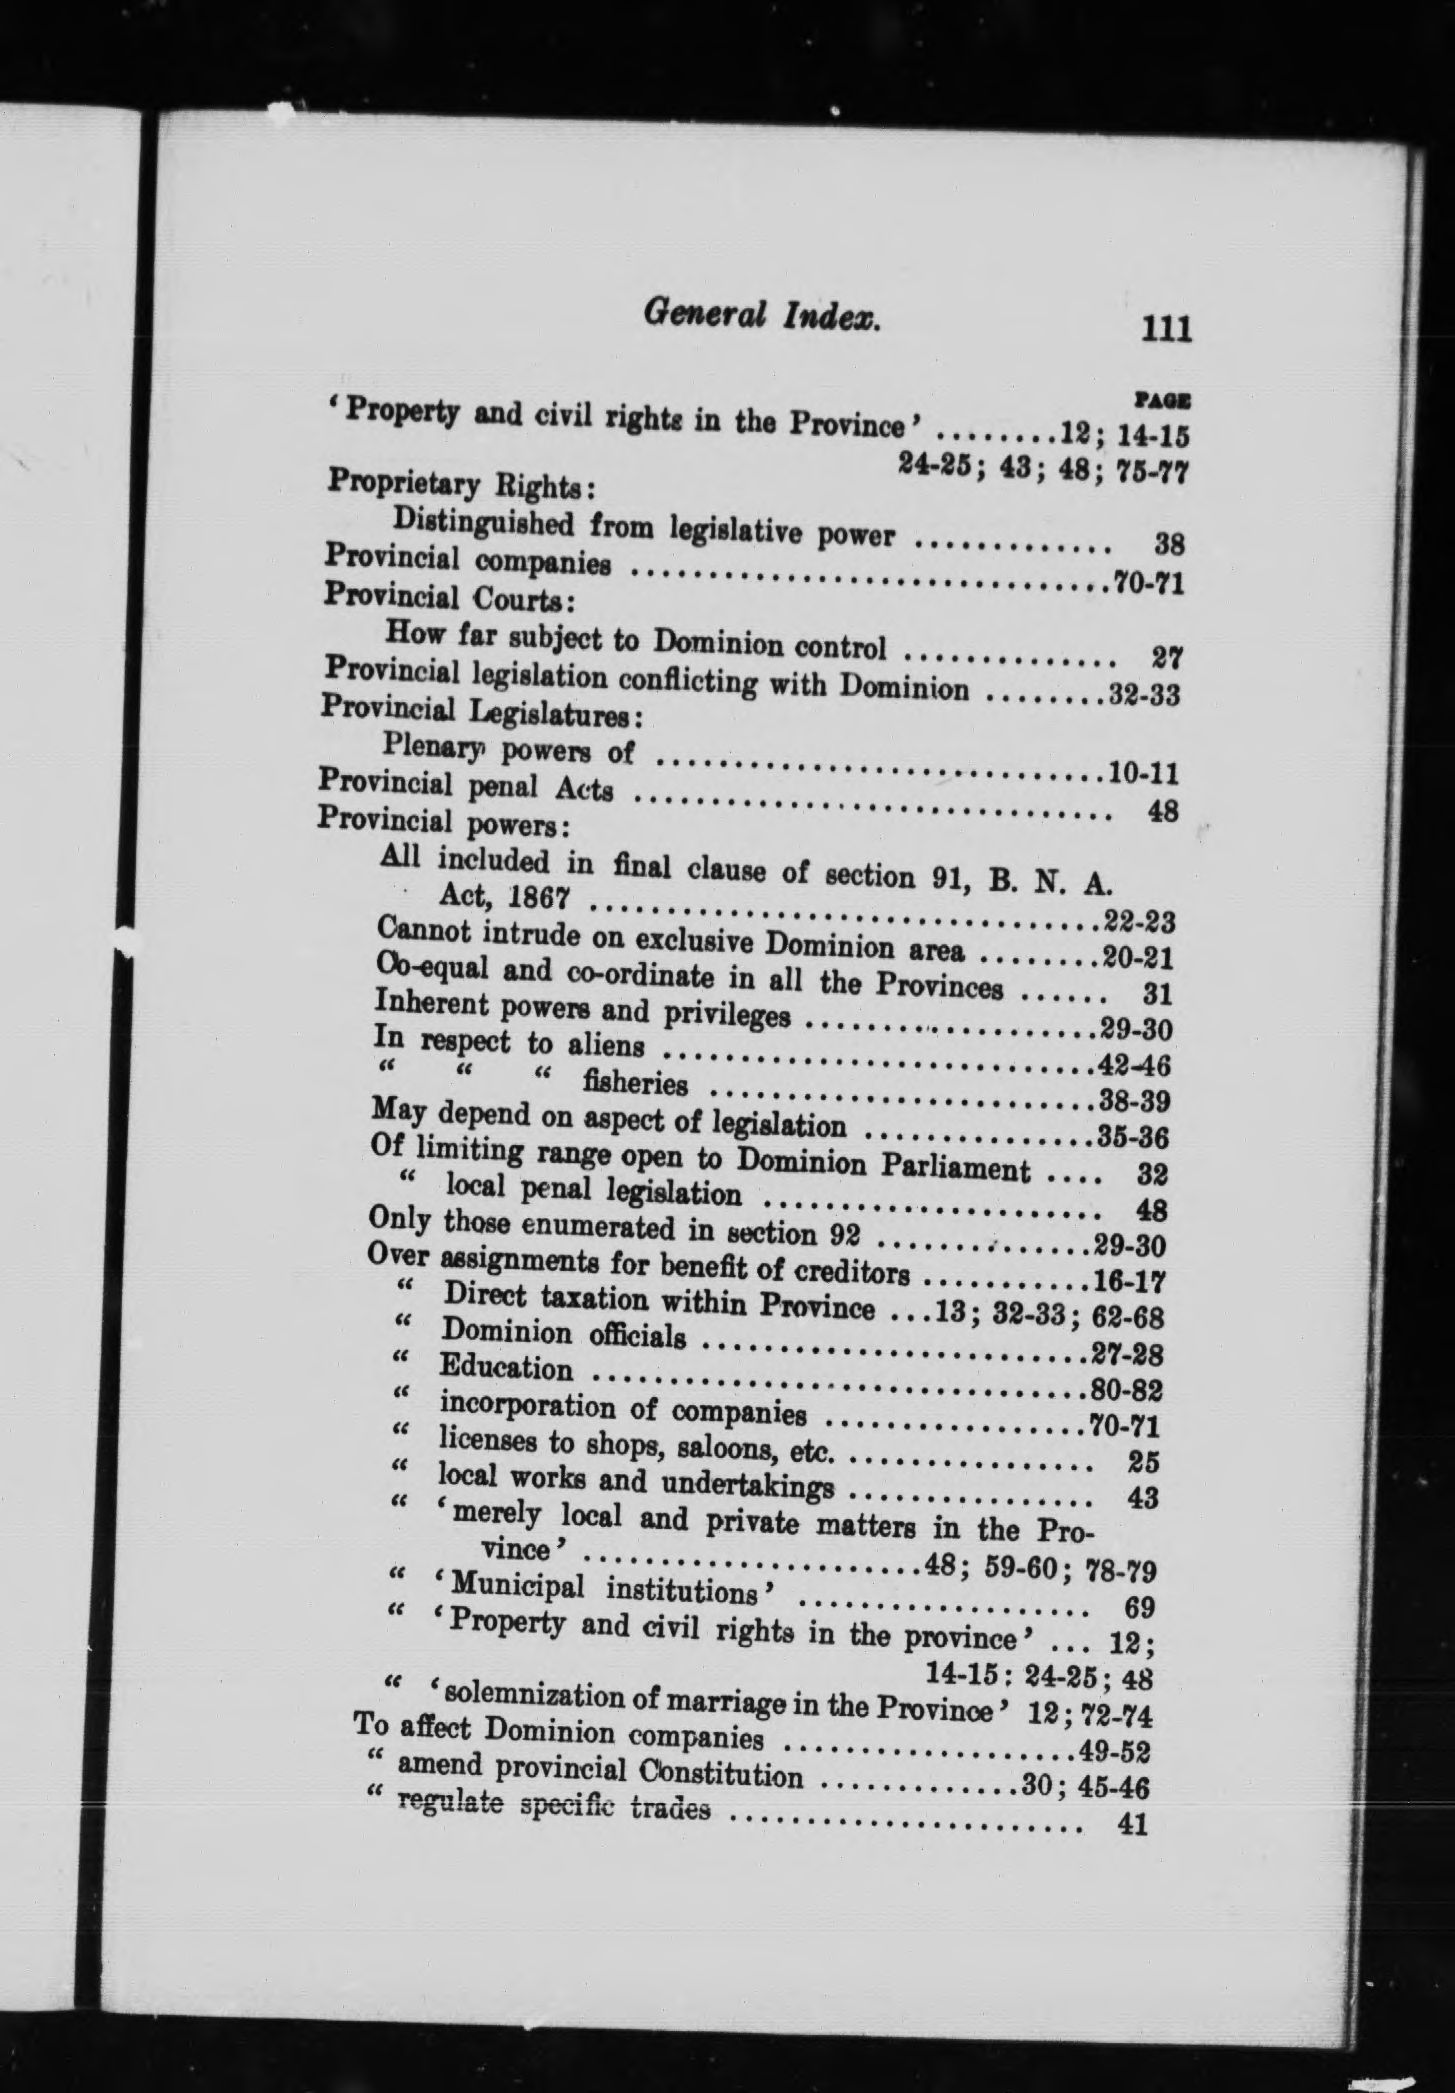 General Index. 111
PAGE
‘Property and civil rights in the Province’ ........12; 14-15
24-25; 43; 48; 75-77
Proprietary Rights:
Distinguished from legislative power ............. 38
Provincial companies ...............................70-71
Provincial Courts:
How far subject to Dominion control .............. 27
Provincial legislation conflicting with Dominion ........32-33
Provincial Legislatures:
Plenary powers of .............................10-11
Provincial penal Acts ............................... 48
Provincial powers:
All included in final clause of section 91, B. N. A.
Act, 1867 .................................22-23
Cannot intrude on exclusive Dominion area ........20-21
Co-equal and co-ordinate in all the Provinces ...... 31
Inherent powers and privileges ...................29-30
In respect to aliens ............................42-46
“ “ “ fisheries .........................38-39
May depend on aspect of legislation ...............35-36
Of limiting range open to Dominion Parliament .... 32
“ local penal legislation ...................... 48
Only those enumerated in section 92 ..............29-30
Over assignments for benefit of creditors ...........16-17
“ Direct taxation within Province ...13; 32-33; 62-68
“ Dominion officials .........................27-28
“ Education ................................80-82
“ incorporation of companies .................70-71
“ licenses to shops, saloons, etc. ................ 25
“ local works and undertakings ................ 43
“ ‘merely local and private matters in the Pro-
vince’ ......................48; 59-60; 78-79
“ ‘Municipal institutions’ ................... 69
“ ‘Property and civil rights in the province’ ... 12;
14-15; 24-25; 48
“ ‘solemnization of marriage in the Province’ 12; 72-74
To affect Dominion companies ...................49-52
“ amend provincial Constitution .............30; 45-46
“ regulate specific trades ....................... 41